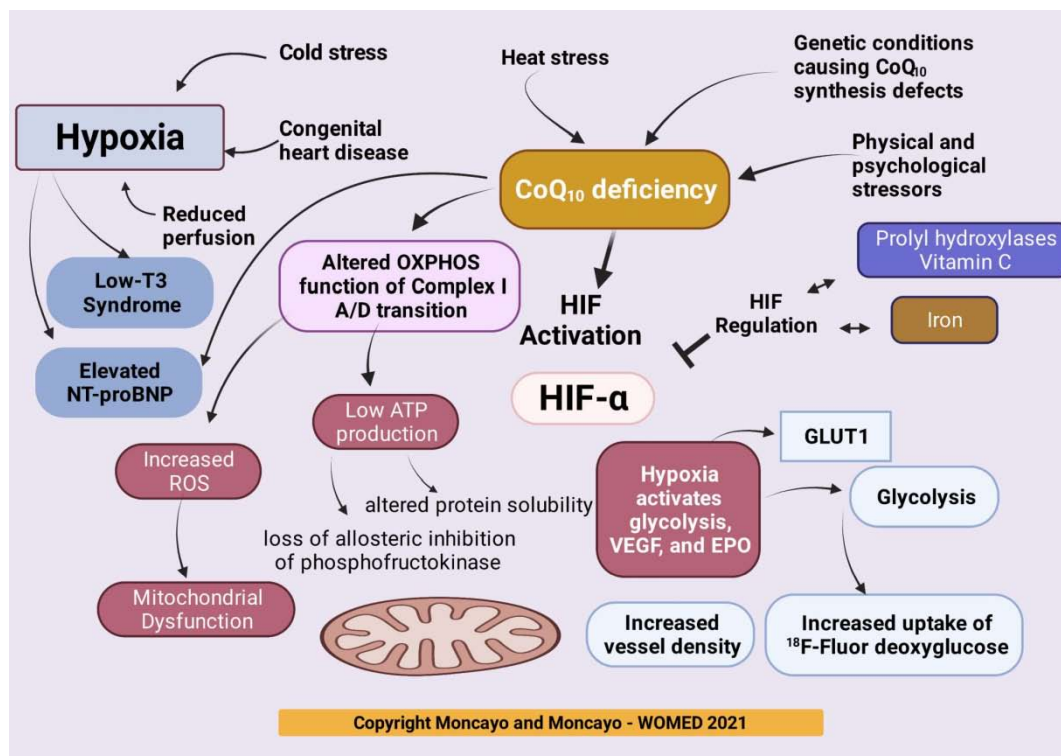 Cold stress
Heat stress
Genetic conditions
causing CoQ10
synthesis defects
Hypoxia
Congenital
heart disease
Physical and
psychological
stressors
CoQ10 deficiency
Reduced
perfusion
Prolyl hydroxylases
Vitamin C
Low-T3
Syndrome
Altered OXPHOS
function of Complex I
A/D transition
HIF
Activation
HIF
Regulation
Iron
Elevated
NT-proBNP
HIF-α
Low ATP
production
GLUT1
Increased
ROS
Hypoxia
activates
glycolysis,
VEGF, and EPO
Glycolysis
altered protein solubility
loss of allosteric inhibition
of phosphofructokinase
Mitochondrial
Dysfunction
Increased
vessel density
Increased uptake of
18F-Fluor deoxyglucose
Copyright Moncayo and Moncayo - WOMED 2021